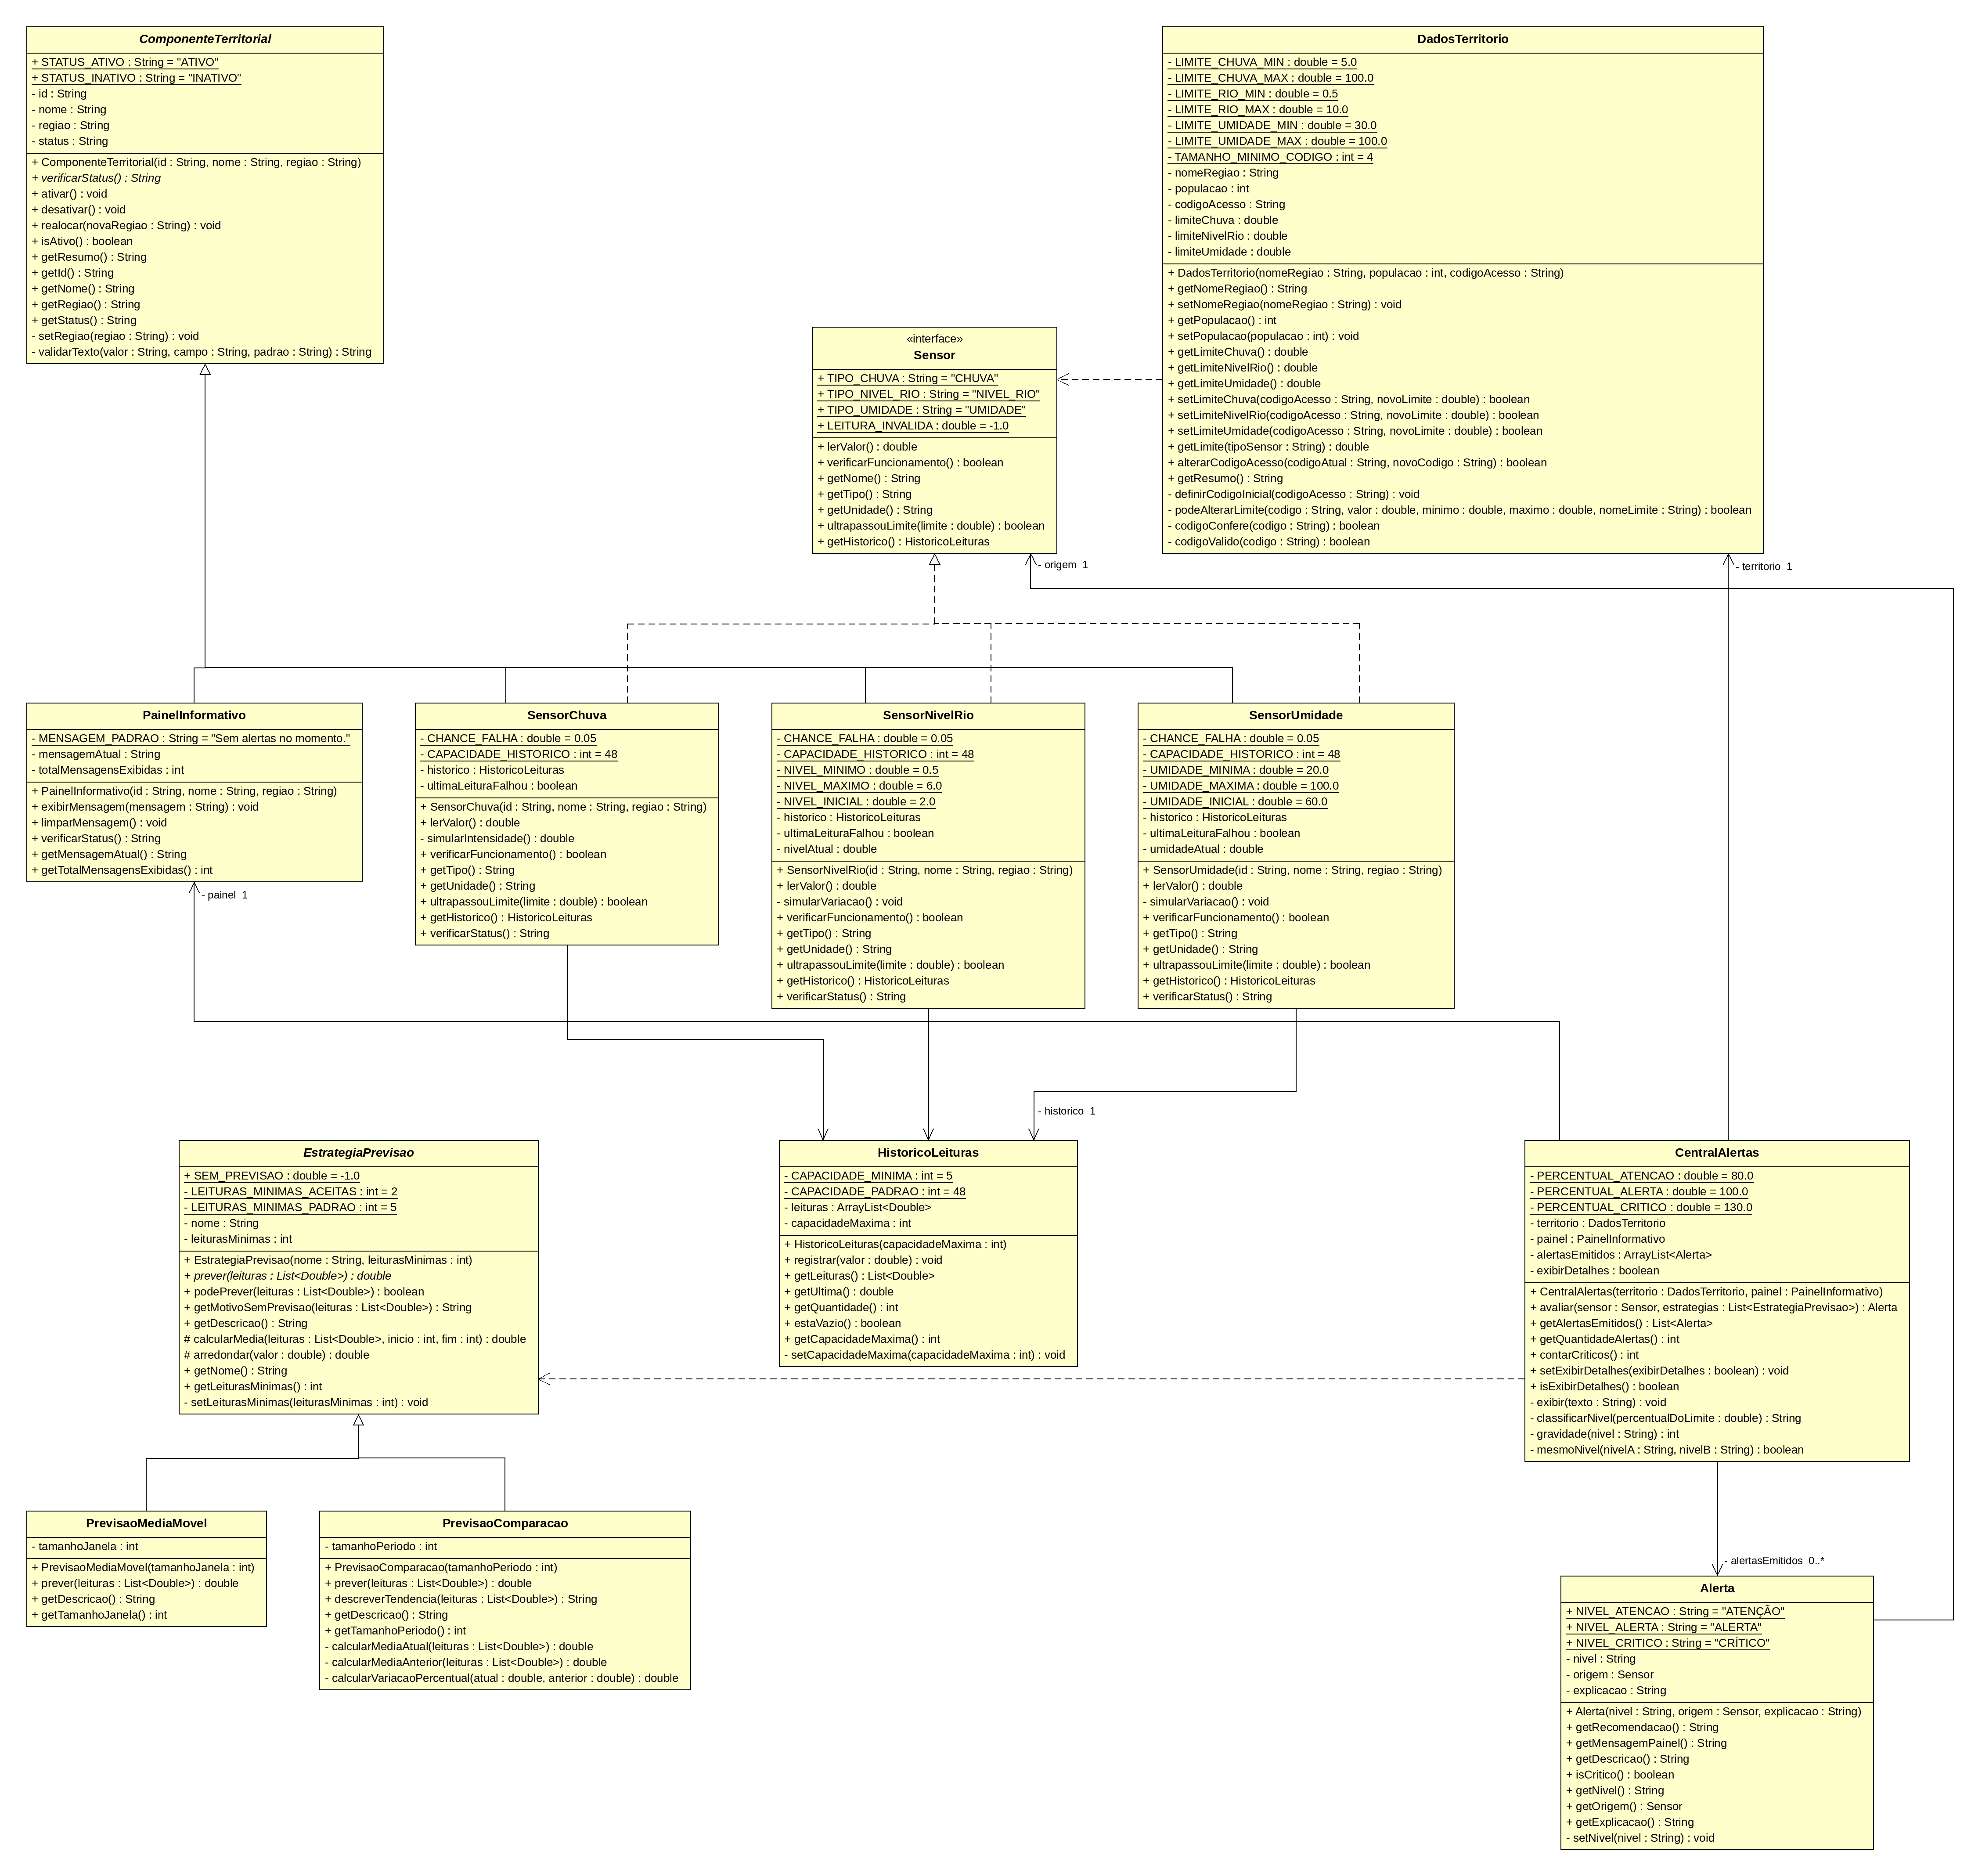 ComponenteTerritorial
+ STATUS_ATIVO : String = "ATIVO"
+ STATUS_INATIVO : String = "INATIVO"
- id : String
- nome : String
- regiao : String
- status : String
+ ComponenteTerritorial(id : String, nome : String, regiao : String)
+ verificarStatus() : String
+ ativar() : void
+ desativar() : void
+ realocar(novaRegiao : String) : void
+ isAtivo() : boolean
+ getResumo() : String
+ getId() : String
+ getNome() : String
+ getRegiao() : String
+ getStatus() : String
- setRegiao(regiao : String) : void
- validarTexto(valor : String, campo : String, padrao : String) : String
DadosTerritorio
- LIMITE_CHUVA_MIN : double = 5.0
- LIMITE_CHUVA_MAX : double = 100.0
- LIMITE_RIO_MIN : double = 0.5
- LIMITE_RIO_MAX : double = 10.0
- LIMITE_UMIDADE_MIN : double = 30.0
- LIMITE_UMIDADE_MAX : double = 100.0
- TAMANHO_MINIMO_CODIGO : int = 4
- nomeRegiao : String
- populacao : int
- codigoAcesso : String
- limiteChuva : double
- limiteNivelRio : double
- limiteUmidade : double
+ DadosTerritorio(nomeRegiao : String, populacao : int, codigoAcesso : String)
+ getNomeRegiao() : String
+ setNomeRegiao(nomeRegiao : String) : void
+ getPopulacao() : int
+ setPopulacao(populacao : int) : void
+ getLimiteChuva() : double
+ getLimiteNivelRio() : double
+ getLimiteUmidade() : double
+ setLimiteChuva(codigoAcesso : String, novoLimite : double) : boolean
+ setLimiteNivelRio(codigoAcesso : String, novoLimite : double) : boolean
+ setLimiteUmidade(codigoAcesso : String, novoLimite : double) : boolean
+ getLimite(tipoSensor : String) : double
+ alterarCodigoAcesso(codigoAtual : String, novoCodigo : String) : boolean
+ getResumo() : String
- definirCodigoInicial(codigoAcesso : String) : void
- podeAlterarLimite(codigo : String, valor : double, minimo : double, maximo : double, nomeLimite : String) : boolean
- codigoConfere(codigo : String) : boolean
- codigoValido(codigo : String) : boolean
«interface»
Sensor
+ TIPO_CHUVA : String = "CHUVA"
+ TIPO_NIVEL_RIO : String = "NIVEL_RIO"
+ TIPO_UMIDADE : String = "UMIDADE"
+ LEITURA_INVALIDA : double = -1.0
+ lerValor() : double
+ verificarFuncionamento() : boolean
+ getNome() : String
+ getTipo() : String
+ getUnidade() : String
+ ultrapassouLimite(limite : double) : boolean
+ getHistorico() : HistoricoLeituras
- origem 1
- territorio 1
PainelInformativo
- MENSAGEM_PADRAO : String = "Sem alertas no momento."
- mensagemAtual : String
- totalMensagensExibidas : int
+ PainelInformativo(id : String, nome : String, regiao : String)
+ exibirMensagem(mensagem : String) : void
+ limparMensagem() : void
+ verificarStatus() : String
+ getMensagemAtual() : String
+ getTotalMensagensExibidas() : int
- painel 1
SensorChuva
- CHANCE_FALHA : double = 0.05
- CAPACIDADE_HISTORICO : int = 48
- historico : HistoricoLeituras
- ultimaLeituraFalhou : boolean
+ SensorChuva(id : String, nome : String, regiao : String)
+ lerValor() : double
- simularIntensidade() : double
+ verificarFuncionamento() : boolean
+ getTipo() : String
+ getUnidade() : String
+ ultrapassouLimite(limite : double) : boolean
+ getHistorico() : HistoricoLeituras
+ verificarStatus() : String
SensorNivelRio
- CHANCE_FALHA : double = 0.05
- CAPACIDADE_HISTORICO : int = 48
- NIVEL_MINIMO : double = 0.5
- NIVEL_MAXIMO : double = 6.0
- NIVEL_INICIAL : double = 2.0
- historico : HistoricoLeituras
- ultimaLeituraFalhou : boolean
- nivelAtual : double
+ SensorNivelRio(id : String, nome : String, regiao : String)
+ lerValor() : double
- simularVariacao() : void
+ verificarFuncionamento() : boolean
+ getTipo() : String
+ getUnidade() : String
+ ultrapassouLimite(limite : double) : boolean
+ getHistorico() : HistoricoLeituras
+ verificarStatus() : String
SensorUmidade
- CHANCE_FALHA : double = 0.05
- CAPACIDADE_HISTORICO : int = 48
- UMIDADE_MINIMA : double = 20.0
- UMIDADE_MAXIMA : double = 100.0
- UMIDADE_INICIAL : double = 60.0
- historico : HistoricoLeituras
- ultimaLeituraFalhou : boolean
- umidadeAtual : double
+ SensorUmidade(id : String, nome : String, regiao : String)
+ lerValor() : double
- simularVariacao() : void
+ verificarFuncionamento() : boolean
+ getTipo() : String
+ getUnidade() : String
+ ultrapassouLimite(limite : double) : boolean
+ getHistorico() : HistoricoLeituras
+ verificarStatus() : String
- historico 1
EstrategiaPrevisao
+ SEM_PREVISAO : double = -1.0
- LEITURAS_MINIMAS_ACEITAS : int = 2
- LEITURAS_MINIMAS_PADRAO : int = 5
- nome : String
- leiturasMinimas : int
+ EstrategiaPrevisao(nome : String, leiturasMinimas : int)
+ prever(leituras : List<Double>) : double
+ podePrever(leituras : List<Double>) : boolean
+ getMotivoSemPrevisao(leituras : List<Double>) : String
+ getDescricao() : String
# calcularMedia(leituras : List<Double>, inicio : int, fim : int) : double
# arredondar(valor : double) : double
+ getNome() : String
+ getLeiturasMinimas() : int
- setLeiturasMinimas(leiturasMinimas : int) : void
HistoricoLeituras
- CAPACIDADE_MINIMA : int = 5
- CAPACIDADE_PADRAO : int = 48
- leituras : ArrayList<Double>
- capacidadeMaxima : int
+ HistoricoLeituras(capacidadeMaxima : int)
+ registrar(valor : double) : void
+ getLeituras() : List<Double>
+ getUltima() : double
+ getQuantidade() : int
+ estaVazio() : boolean
+ getCapacidadeMaxima() : int
- setCapacidadeMaxima(capacidadeMaxima : int) : void
CentralAlertas
- PERCENTUAL_ATENCAO : double = 80.0
- PERCENTUAL_ALERTA : double = 100.0
- PERCENTUAL_CRITICO : double = 130.0
- territorio : DadosTerritorio
- painel : PainelInformativo
- alertasEmitidos : ArrayList<Alerta>
- exibirDetalhes : boolean
+ CentralAlertas(territorio : DadosTerritorio, painel : PainelInformativo)
+ avaliar(sensor : Sensor, estrategias : List<EstrategiaPrevisao>) : Alerta
+ getAlertasEmitidos() : List<Alerta>
+ getQuantidadeAlertas() : int
+ contarCriticos() : int
+ setExibirDetalhes(exibirDetalhes : boolean) : void
+ isExibirDetalhes() : boolean
- exibir(texto : String) : void
- classificarNivel(percentualDoLimite : double) : String
- gravidade(nivel : String) : int
- mesmoNivel(nivelA : String, nivelB : String) : boolean
PrevisaoMediaMovel
- tamanhoJanela : int
+ PrevisaoMediaMovel(tamanhoJanela : int)
+ prever(leituras : List<Double>) : double
+ getDescricao() : String
+ getTamanhoJanela() : int
PrevisaoComparacao
- tamanhoPeriodo : int
+ PrevisaoComparacao(tamanhoPeriodo : int)
+ prever(leituras : List<Double>) : double
+ descreverTendencia(leituras : List<Double>) : String
+ getDescricao() : String
+ getTamanhoPeriodo() : int
- calcularMediaAtual(leituras : List<Double>) : double
- calcularMediaAnterior(leituras : List<Double>) : double
- calcularVariacaoPercentual(atual : double, anterior : double) : double
- alertasEmitidos 0..*
Alerta
+ NIVEL_ATENCAO : String = "ATENÇÃO"
+ NIVEL_ALERTA : String = "ALERTA"
+ NIVEL_CRITICO : String = "CRÍTICO"
- nivel : String
- origem : Sensor
- explicacao : String
+ Alerta(nivel : String, origem : Sensor, explicacao : String)
+ getRecomendacao() : String
+ getMensagemPainel() : String
+ getDescricao() : String
+ isCritico() : boolean
+ getNivel() : String
+ getOrigem() : Sensor
+ getExplicacao() : String
- setNivel(nivel : String) : void